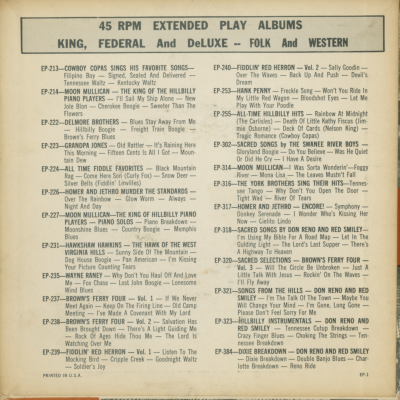 45 RPM EXTENDED PLAY ALBUMS
KING, FEDERAL And DeLUXE -- FOLK And WESTERN
EP-213—COWBOY COPAS SINGS HIS FAVORITE SONGS—
Filipino Bay — Signed, Sealed And Delivered —
Tennessee Waltz — Kentucky Waltz
EP-214—MOON MULLICAN — THE KING OF THE HILLBILLY
PIANO PLAYERS — I'll Sail My Ship Alone — New
Jole Blon — Cherokee Boogie — Sweeter Than The
Flowers
EP-222—DELMORE BROTHERS — Blues Stay Away From Me
— Hillbilly Boogie — Freight Train Boogie —
Brown's Ferry Blues
EP-223—GRANDPA JONES — Old Rattler — It's Raining Here
This Morning — Fifteen Cents Is All I Got — Moun-
tain Dew
EP-224—ALL TIME FIDDLE FAVORITES — Black Mountain
Rag — Come Here Son (Curly Fox) — Snow Deer —
Silver Bells (Fiddlin' Linvilles)
EP-226—HOMER AND JETHRO MURDER THE STANDARDS —
Over The Rainbow — Glow Worm — Always —
Night And Day
EP-227—MOON MULLICAN—THE KING OF HILLBILLY PIANO
PLAYERS — PIANO SOLOS — Piano Breakdown —
Moonshine Blues — Country Boogie — Memphis
Blues
EP-231—HAWKSHAW HAWKINS — THE HAWK OF THE WEST
VIRGINIA HILLS — Sunny Side Of The Mountain —
Dog House Boogie — Pan American — I'm Kissing
Your Picture Counting Tears
EP-235—WAYNE RANEY — Why Don't You Haul Off And Love
Me — Fox Chase — Lost John Boogie — Lonesome
Wind Blues
EP-237—BROWN'S FERRY FOUR — Vol. 1 — If We Never
Meet Again — Keep On The Firing Line — Old Camp
Meeting — I've Made A Covenant With My Lord
EP-238—BROWN'S FERRY FOUR — Vol. 2 — Salvation Has
Been Brought Down — There's A Light Guiding Me
— Rock Of Ages Hide Thou Me — The Lord Is
Watching Over Me
EP-239—FIDDLIN' RED HERRON — Vol. 1 — Listen To The
Mocking Bird — Cripple Creek — Goodnight Waltz
— Soldier's Joy
EP-240—FIDDLIN' RED HERRON — Vol. 2 — Sally Goodin —
Over The Waves — Back Up And Push — Devil's
Dream
EP-253—HANK PENNY — Freckle Song — Won't You Ride In
My Little Red Wagon — Bloodshot Eyes — Let Me
Play With Your Poodle
EP-255—ALL-TIME HILLBILLY HITS — Rainbow At Midnight
(The Carlisles) — Death Of Little Kathy Fiscus (Jim-
mie Osborne) — Deck Of Cards (Nelson King) —
Tragic Romance (Cowboy Copas)
EP-302—SACRED SONGS by THE SWANEE RIVER BOYS —
Gloryland Boogie — Do You Believe — Was He Quiet
Or Did He Cry — I Have A Desire
EP-314—MOON MULLICAN—I Was Sorta Wonderin'—Foggy
River — Mona Lisa — The Leaves Mustn't Fall
EP-316—THE YORK BROTHERS SING THEIR HITS—Tennes-
see Tango — Why Don't You Open The Door —
Tight Wad — River Of Tears
EP-317—HOMER AND JETHRO — ENCORE! — Symphony —
Donkey Serenade — I Wonder Who's Kissing Her
Now — Cielito Lindo
EP-318—SACRED SONGS BY DON RENO AND RED SMILEY—
I'm Using My Bible For A Road Map — Let In The
Guiding Light — The Lord's Last Supper — There's
A Highway To Heaven
EP-320—SACRED SELECTIONS — BROWN'S FERRY FOUR —
Vol. 3 — Will The Circle Be Unbroken — Just A
Little Talk With Jesus — Rockin' On The Waves
— I'll Fly Away
EP-321—SONGS FROM THE HILLS — DON RENO AND RED
SMILEY — I'm The Talk Of The Town — Maybe You
Will Change Your Mind — I'm Gone, Long Gone —
Please Don't Feel Sorry For Me
EP-323—HILLBILLY INSTRUMENTALS — DON RENO AND
RED SMILEY — Tennessee Cutup Breakdown —
Crazy Finger Blues — Choking The Strings — Ten-
nessee Breakdown
EP-384—DIXIE BREAKDOWN — DON RENO AND RED SMILEY
— Dixie Breakdown — Double Banjo Blues — Char-
lotte Breakdown — Reno Ride
PRINTED IN U.S.A.
EP-1